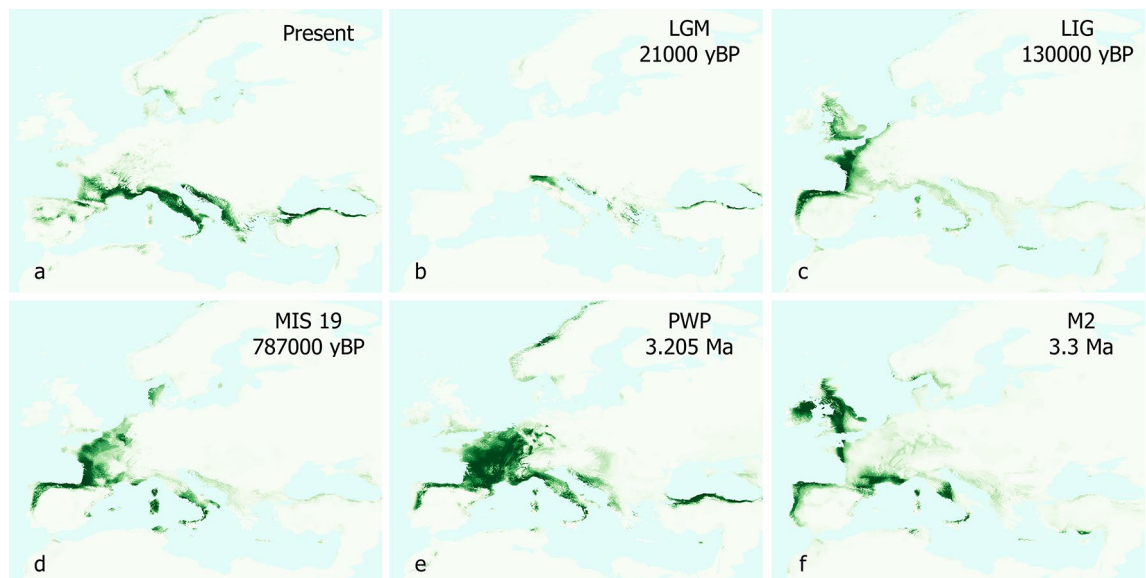 Present
a
LGM
21000 yBP
b
LIG
130000 yBP
c
MIS 19
787000 yBP
d
PWP
3.205 Ma
e
M2
3.3 Ma
f